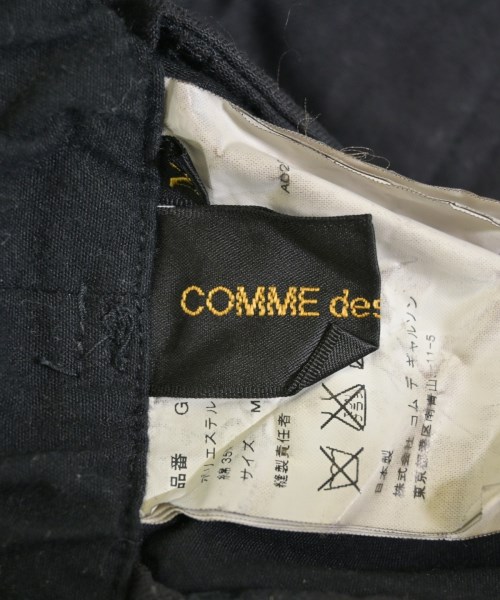 COMME des
AD2
品番 G
ポリエステル
綿 35
サイズ M
縫製責任者
日本製
株式会社 コム デ ギャルソン
東京都港区南青山 11-5